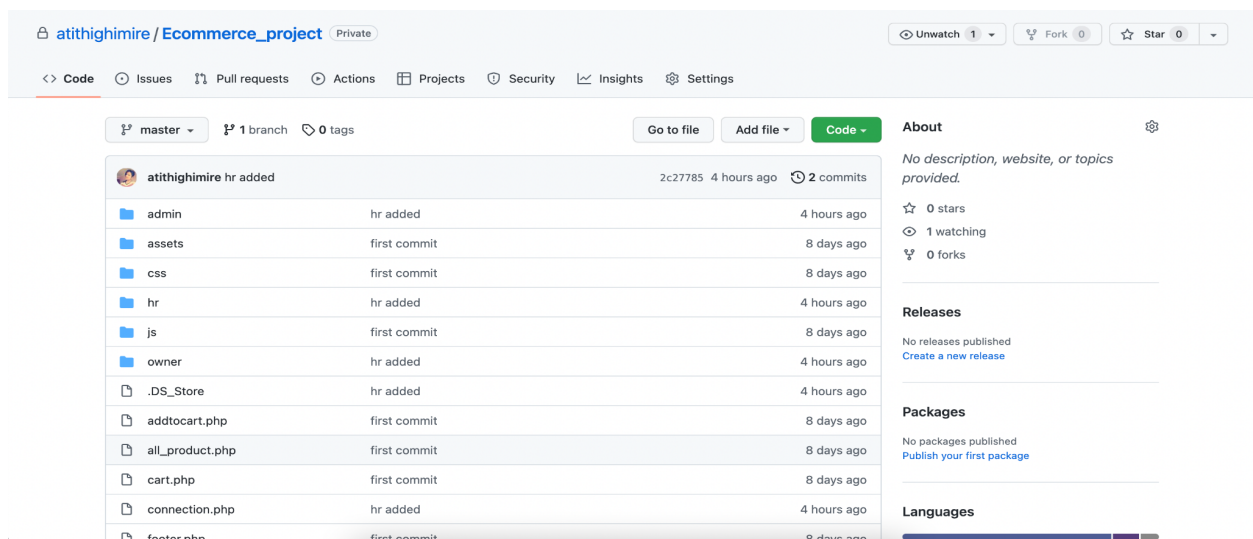 atithighimire / Ecommerce_project Private Unwatch 1 Fork 0 Star 0
Code Issues Pull requests Actions Projects Security Insights Settings
master 1 branch 0 tags Go to file Add file Code
atithighimire hr added 2c27785 4 hours ago 2 commits
admin hr added 4 hours ago
assets first commit 8 days ago
css first commit 8 days ago
hr hr added 4 hours ago
js first commit 8 days ago
owner hr added 4 hours ago
.DS_Store hr added 4 hours ago
addtocart.php first commit 8 days ago
all_product.php first commit 8 days ago
cart.php first commit 8 days ago
connection.php hr added 4 hours ago
footer.php first commit 8 days ago
About
No description, website, or topics
provided.
0 stars
1 watching
0 forks
Releases
No releases published
Create a new release
Packages
No packages published
Publish your first package
Languages